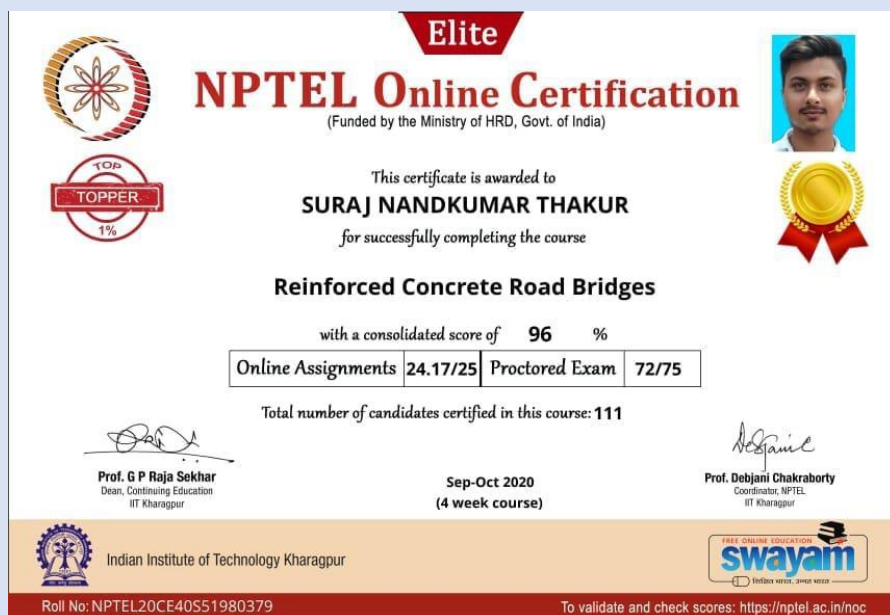 Elite
NPTEL Online Certification
(Funded by the Ministry of HRD, Govt. of India)
TOP
TOPPER
1%
This certificate is awarded to
SURAJ NANDKUMAR THAKUR
for successfully completing the course
Reinforced Concrete Road Bridges
with a consolidated score of 96 %
Online Assignments 24.17/25 Proctored Exam 72/75
Total number of candidates certified in this course: 111
Prof. G P Raja Sekhar
Dean, Continuing Education
IIT Kharagpur
Sep-Oct 2020
(4 week course)
Prof. Debjani Chakraborty
Coordinator, NPTEL
IIT Kharagpur
Indian Institute of Technology Kharagpur
FREE ONLINE EDUCATION
swayam
शिक्षित भारत, उन्नत भारत
Roll No: NPTEL20CE40S51980379
To validate and check scores: https://nptel.ac.in/noc